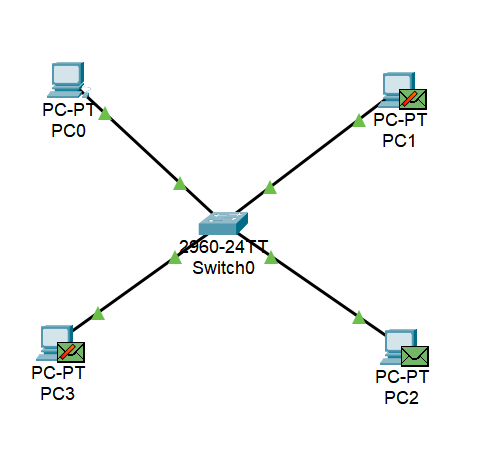 PC-PT
PC0
PC-PT
PC1
2960-24TT
Switch0
PC-PT
PC3
PC-PT
PC2